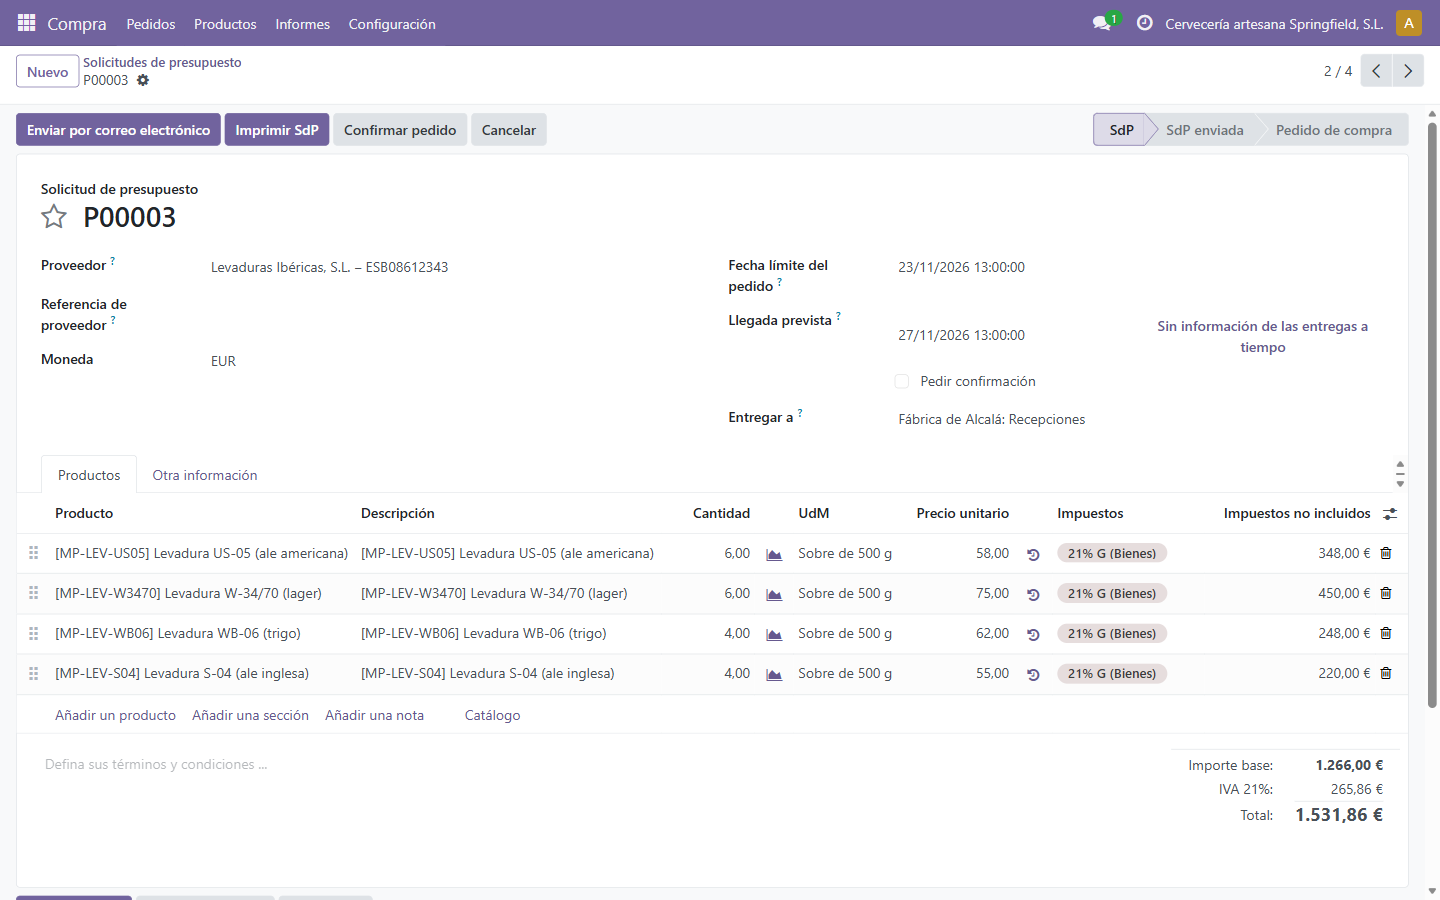 Compra Pedidos Productos Informes Configuración 1 Cervecería artesana Springfield, S.L. A
Nuevo
Solicitudes de presupuesto
P00003
2 / 4
Enviar por correo electrónico Imprimir SdP Confirmar pedido Cancelar SdP SdP enviada Pedido de compra
Solicitud de presupuesto
P00003
Proveedor ? Levaduras Ibéricas, S.L. – ESB08612343
Referencia de
proveedor ?
Moneda EUR
Fecha límite del
pedido ?
23/11/2026 13:00:00
Llegada prevista ?
27/11/2026 13:00:00
Sin información de las entregas a
tiempo
Pedir confirmación
Entregar a ? Fábrica de Alcalá: Recepciones
Productos Otra información
Producto Descripción Cantidad UdM Precio unitario Impuestos Impuestos no incluidos
[MP-LEV-US05] Levadura US-05 (ale americana) [MP-LEV-US05] Levadura US-05 (ale americana) 6,00 Sobre de 500 g 58,00 21% G (Bienes) 348,00 €
[MP-LEV-W3470] Levadura W-34/70 (lager) [MP-LEV-W3470] Levadura W-34/70 (lager) 6,00 Sobre de 500 g 75,00 21% G (Bienes) 450,00 €
[MP-LEV-WB06] Levadura WB-06 (trigo) [MP-LEV-WB06] Levadura WB-06 (trigo) 4,00 Sobre de 500 g 62,00 21% G (Bienes) 248,00 €
[MP-LEV-S04] Levadura S-04 (ale inglesa) [MP-LEV-S04] Levadura S-04 (ale inglesa) 4,00 Sobre de 500 g 55,00 21% G (Bienes) 220,00 €
Añadir un producto Añadir una sección Añadir una nota Catálogo
Defina sus términos y condiciones ...
Importe base: 1.266,00 €
IVA 21%: 265,86 €
Total: 1.531,86 €